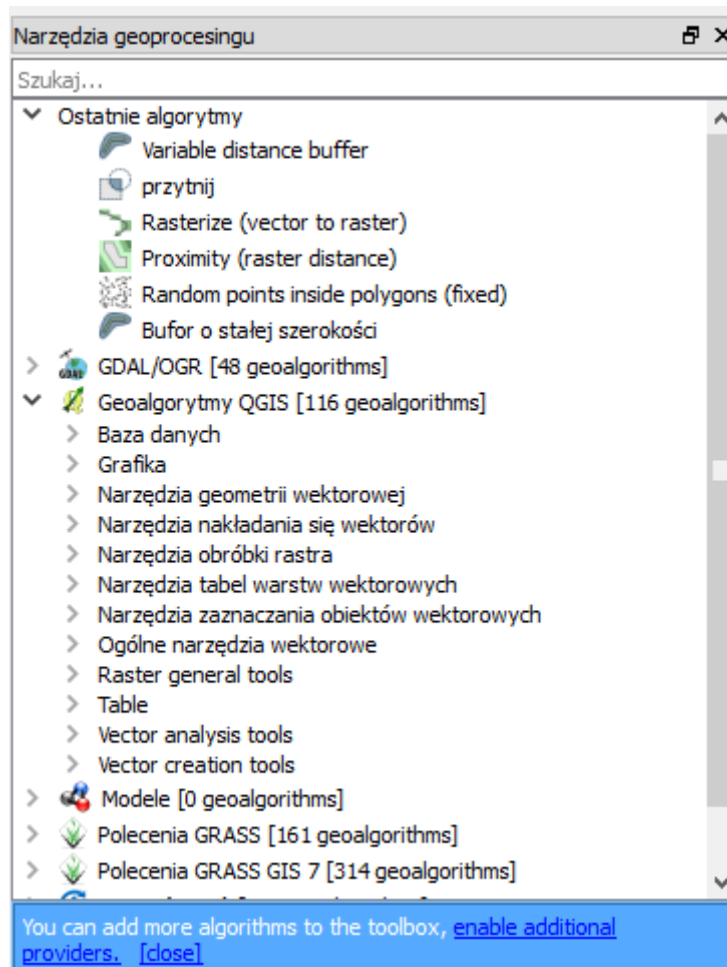 Narzędzia geoprocesingu
Szukaj...
Ostatnie algorytmy
Variable distance buffer
przytnij
Rasterize (vector to raster)
Proximity (raster distance)
Random points inside polygons (fixed)
Bufor o stałej szerokości
GDAL/OGR [48 geoalgorithms]
Geoalgorytmy QGIS [116 geoalgorithms]
Baza danych
Grafika
Narzędzia geometrii wektorowej
Narzędzia nakładania się wektorów
Narzędzia obróbki rastra
Narzędzia tabel warstw wektorowych
Narzędzia zaznaczania obiektów wektorowych
Ogólne narzędzia wektorowe
Raster general tools
Table
Vector analysis tools
Vector creation tools
Modele [0 geoalgorithms]
Polecenia GRASS [161 geoalgorithms]
Polecenia GRASS GIS 7 [314 geoalgorithms]
You can add more algorithms to the toolbox, enable additional
providers. [close]